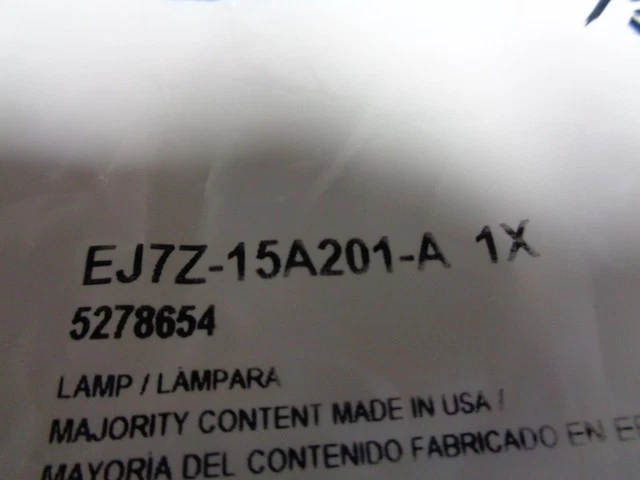 EJ7Z-15A201-A 1X
5278654
LAMP / LÁMPARA
MAJORITY CONTENT MADE IN USA /
MAYORÍA DEL CONTENIDO FABRICADO EN